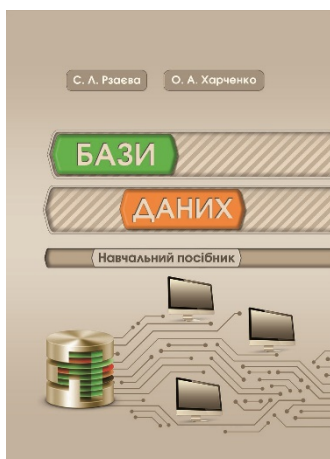 С. Л. Рзаєва О. А. Харченко
БАЗИ
ДАНИХ
Навчальний посібник